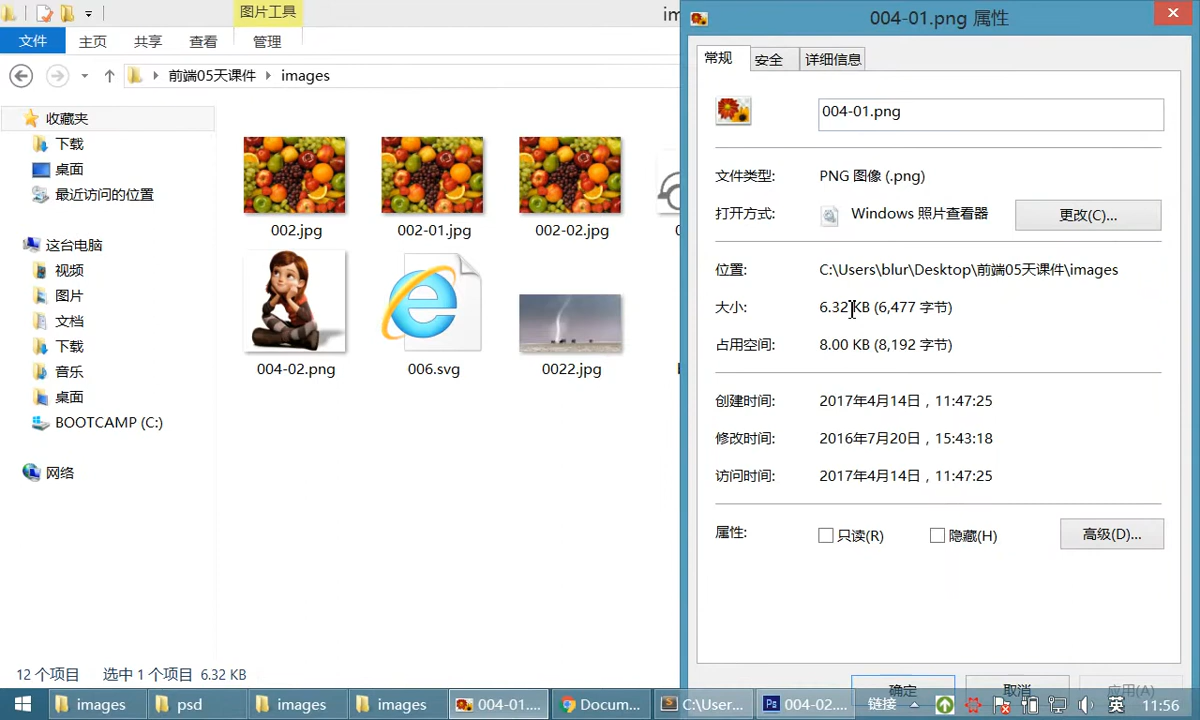 图片工具
im
文件
主页
共享
查看
管理
前端05天课件
images
收藏夹
下载
桌面
最近访问的位置
这台电脑
视频
图片
文档
下载
音乐
桌面
BOOTCAMP (C:)
网络
002.jpg
002-01.jpg
002-02.jpg
004-02.png
006.svg
0022.jpg
12 个项目
选中 1 个项目 6.32 KB
004-01.png 属性
常规
安全
详细信息
004-01.png
文件类型:
PNG 图像 (.png)
打开方式:
Windows 照片查看器
更改(C)...
位置:
C:\Users\blur\Desktop\前端05天课件\images
大小:
6.32 KB (6,477 字节)
占用空间:
8.00 KB (8,192 字节)
创建时间:
2017年4月14日，11:47:25
修改时间:
2016年7月20日，15:43:18
访问时间:
2017年4月14日，11:47:25
属性:
只读(R)
隐藏(H)
高级(D)...
确定
取消
应用(A)
images
psd
images
images
004-01....
Docum...
C:\User...
004-02....
链接
英
11:56